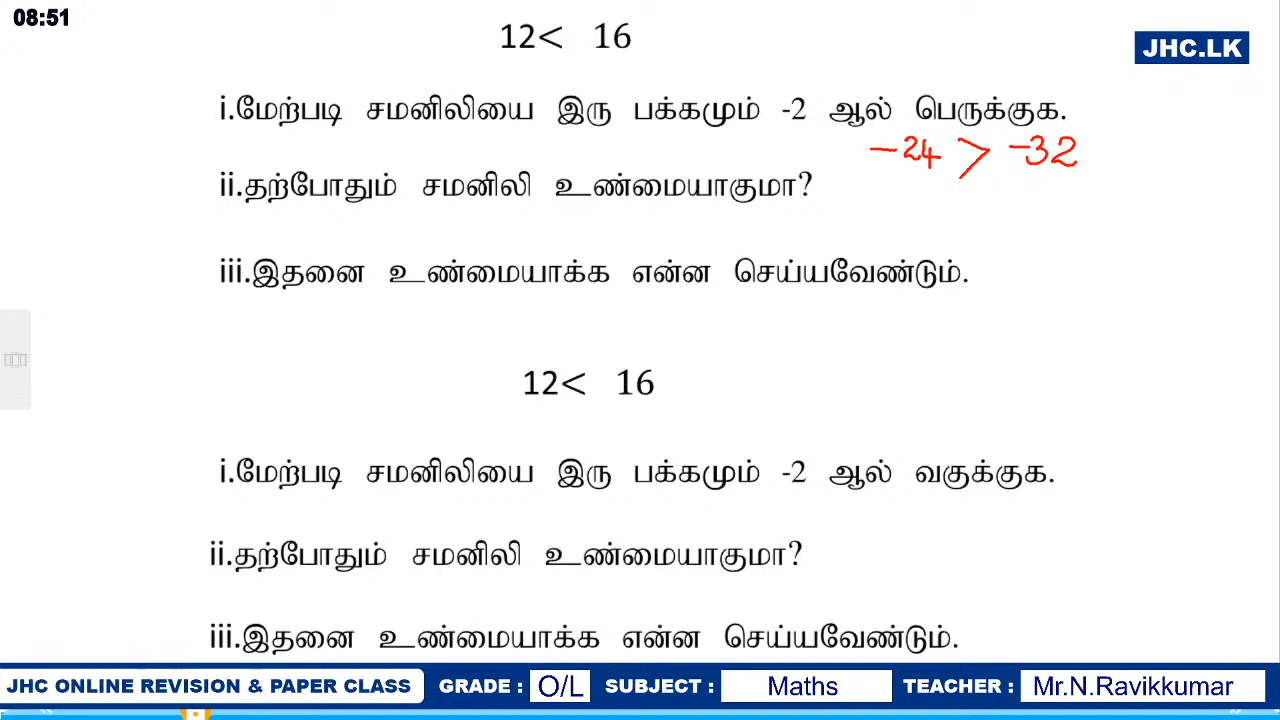 08:51
12< 16
JHC.LK
i.மேற்படி சமனிலியை இரு பக்கமும் -2 ஆல் பெருக்குக.
-24 > -32
ii.தற்போதும் சமனிலி உண்மையாகுமா?
iii.இதனை உண்மையாக்க என்ன செய்யவேண்டும்.
12< 16
i.மேற்படி சமனிலியை இரு பக்கமும் -2 ஆல் வகுக்குக.
ii.தற்போதும் சமனிலி உண்மையாகுமா?
iii.இதனை உண்மையாக்க என்ன செய்யவேண்டும்.
JHC ONLINE REVISION & PAPER CLASS GRADE : O/L SUBJECT : Maths TEACHER : Mr.N.Ravikkumar